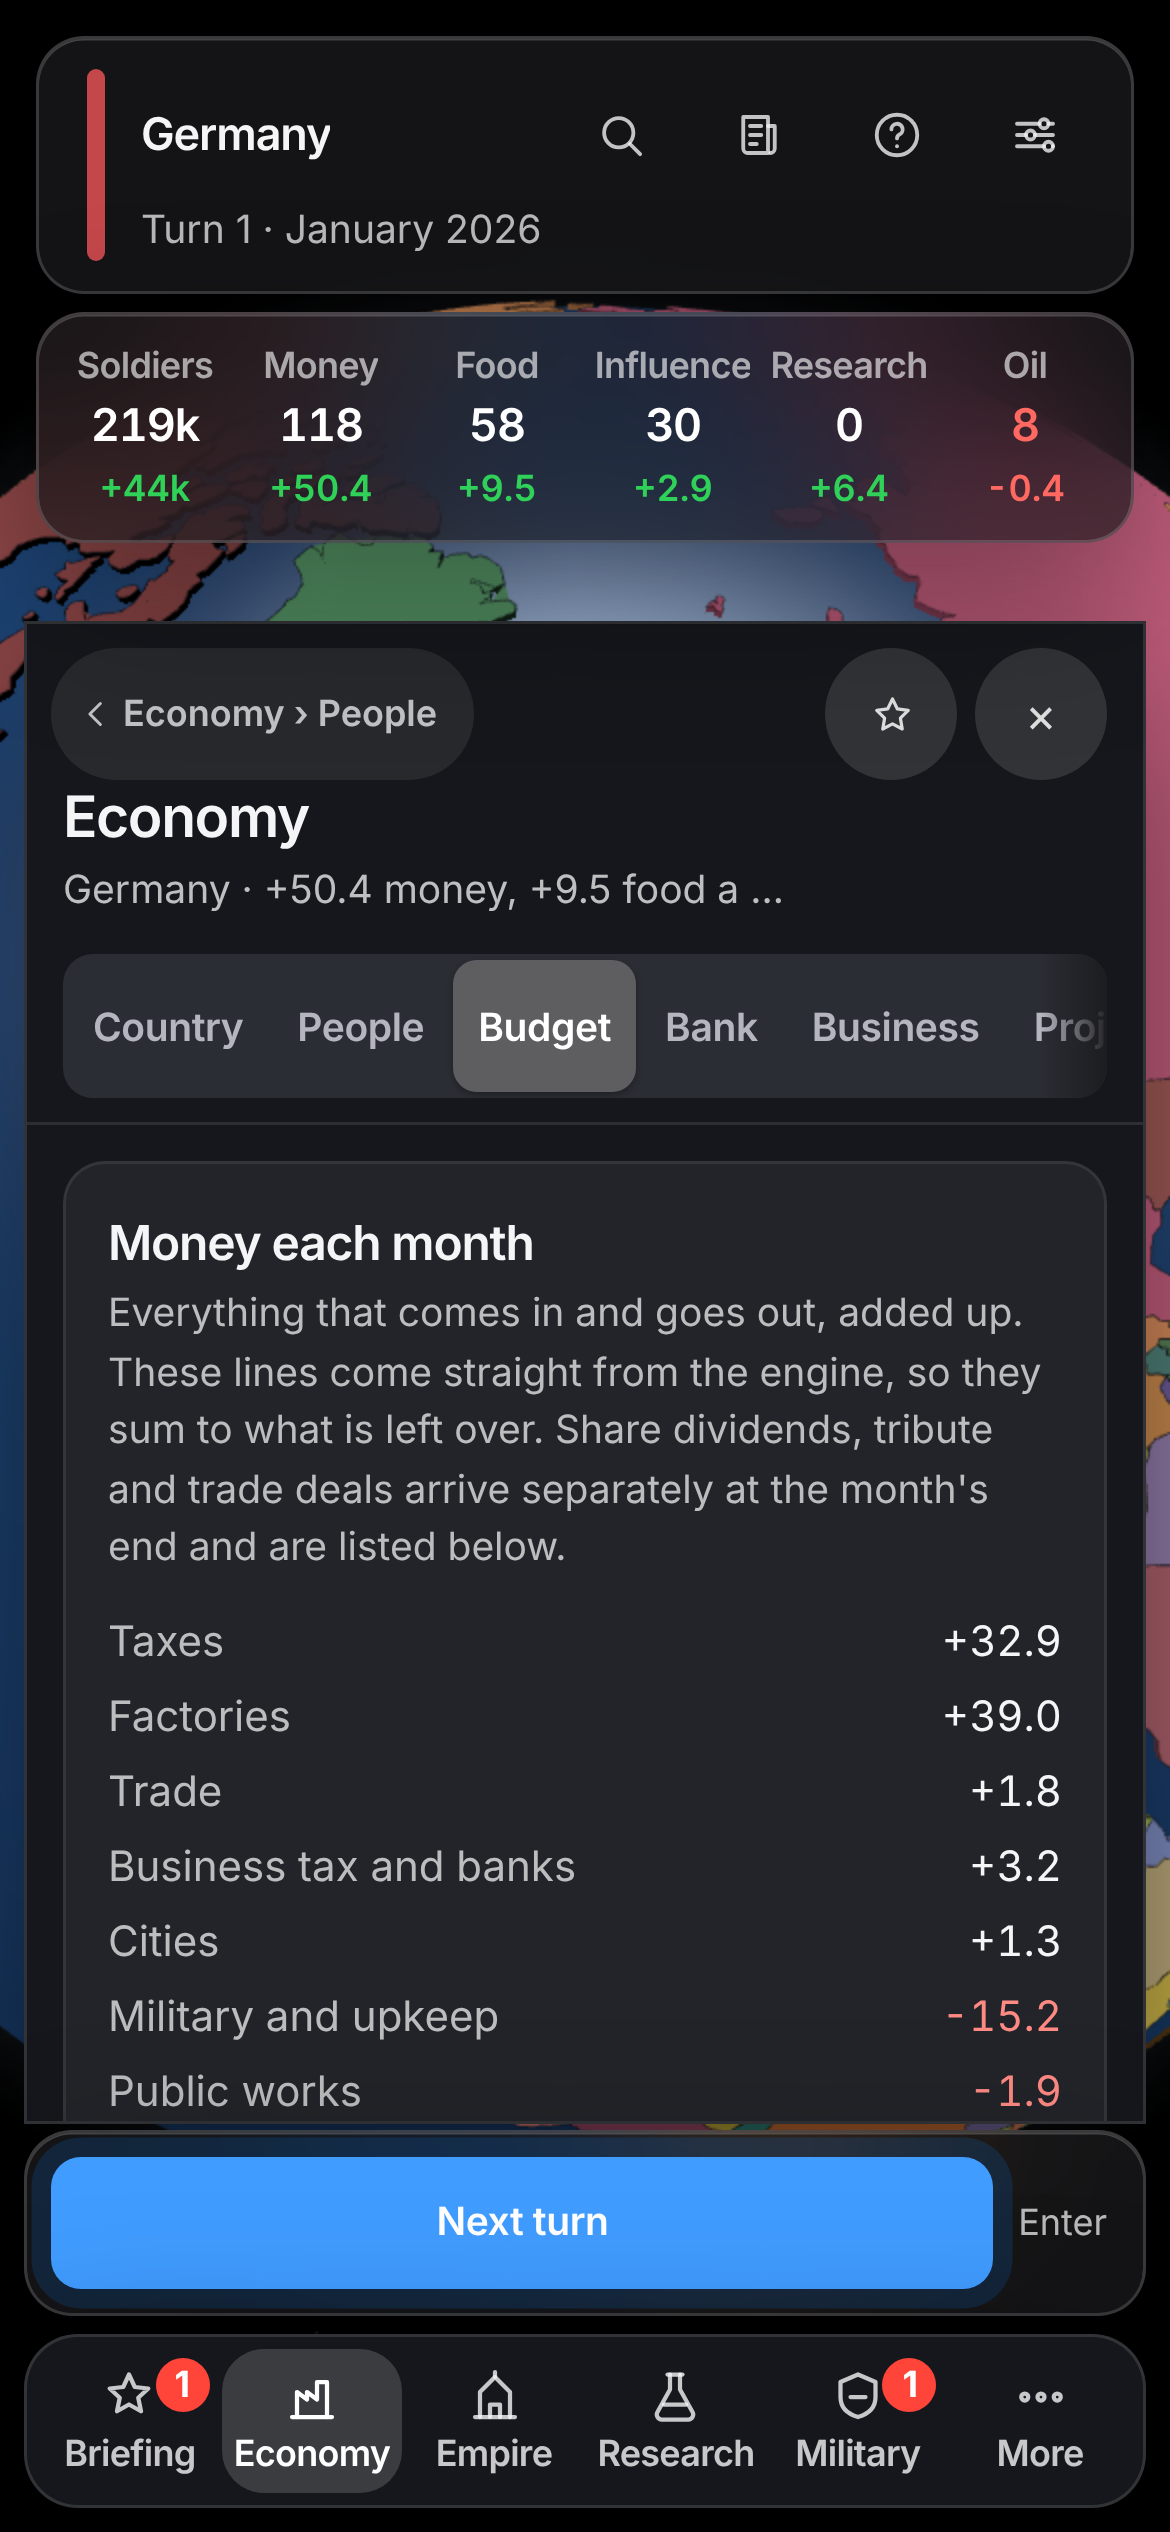 Germany
Turn 1 · January 2026
Soldiers Money Food Influence Research Oil
219k 118 58 30 0 8
+44k +50.4 +9.5 +2.9 +6.4 -0.4
Economy › People
Economy
Germany · +50.4 money, +9.5 food a ...
Country People Budget Bank Business Proj
Money each month
Everything that comes in and goes out, added up.
These lines come straight from the engine, so they
sum to what is left over. Share dividends, tribute
and trade deals arrive separately at the month's
end and are listed below.
Taxes +32.9
Factories +39.0
Trade +1.8
Business tax and banks +3.2
Cities +1.3
Military and upkeep -15.2
Public works -1.9
Next turn Enter
1 1
Briefing Economy Empire Research Military More